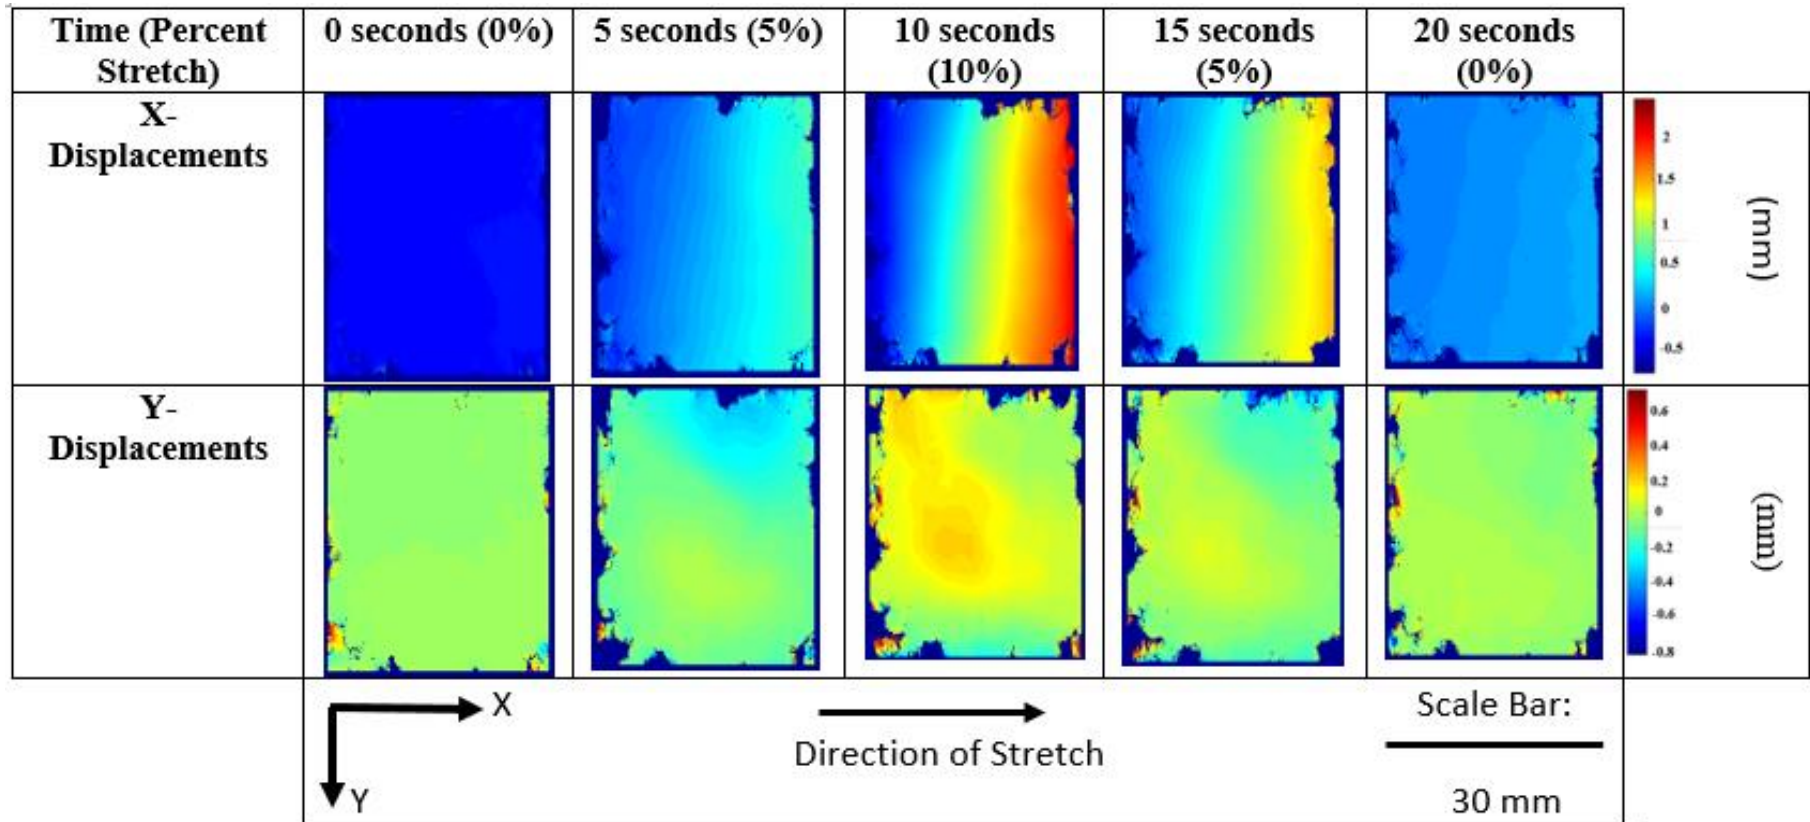 Time (Percent Stretch)
0 seconds (0%)
5 seconds (5%)
10 seconds (10%)
15 seconds (5%)
20 seconds (0%)
X-
Displacements
2
1.5
1
0.5
0
-0.5
(mm)
Y-
Displacements
0.6
0.4
0.2
0
-0.2
-0.4
-0.6
-0.8
(mm)
X
Y
Direction of Stretch
Scale Bar:
30 mm